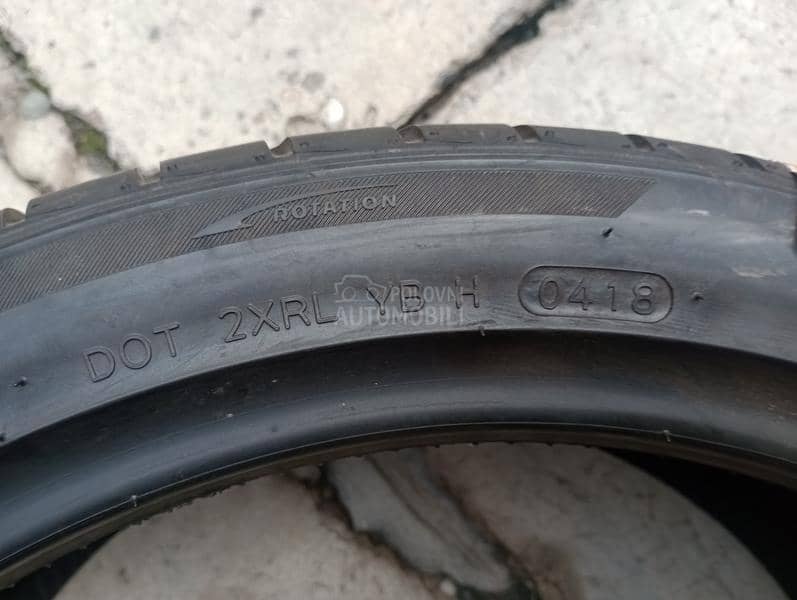 ROTATION
DOT 2XRL YB H 0418
POLOVNI
AUTOMOBILI